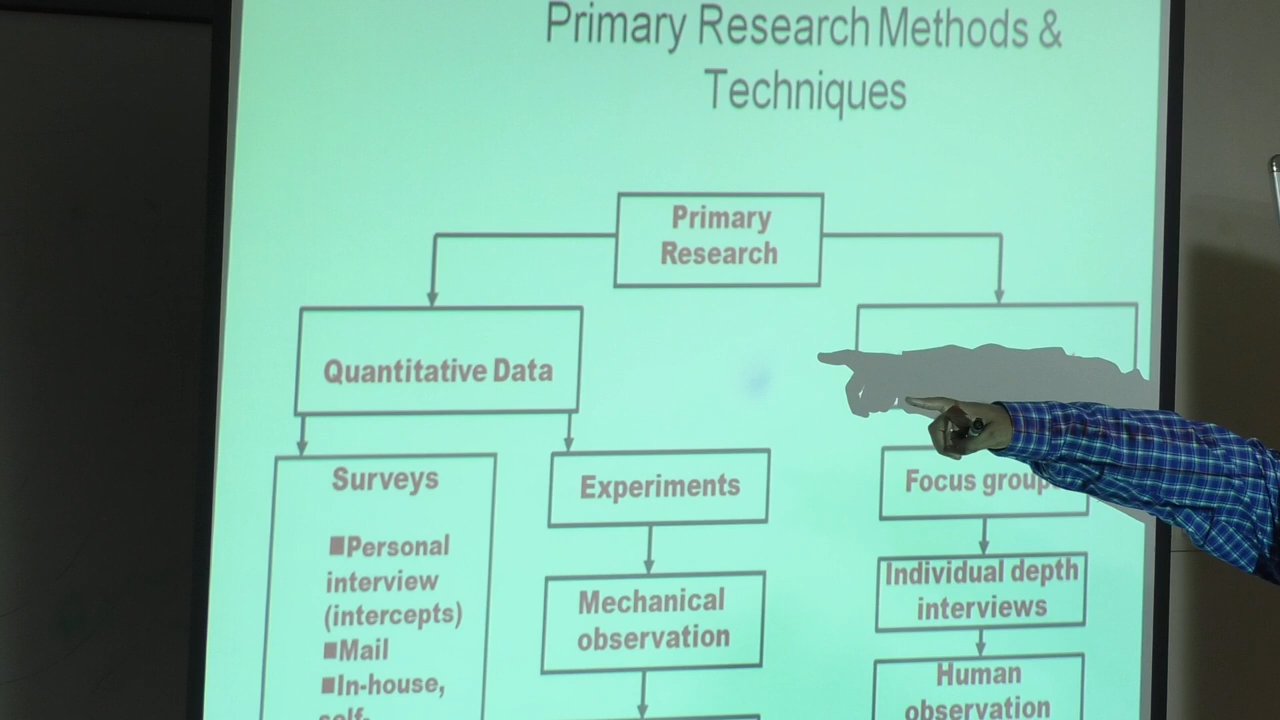 Primary Research Methods &
Techniques
Primary
Research
Quantitative Data
Surveys
■Personal
interview
(intercepts)
■Mail
■In-house,
self-
Experiments
Mechanical
observation
Focus group
Individual depth
interviews
Human
observation